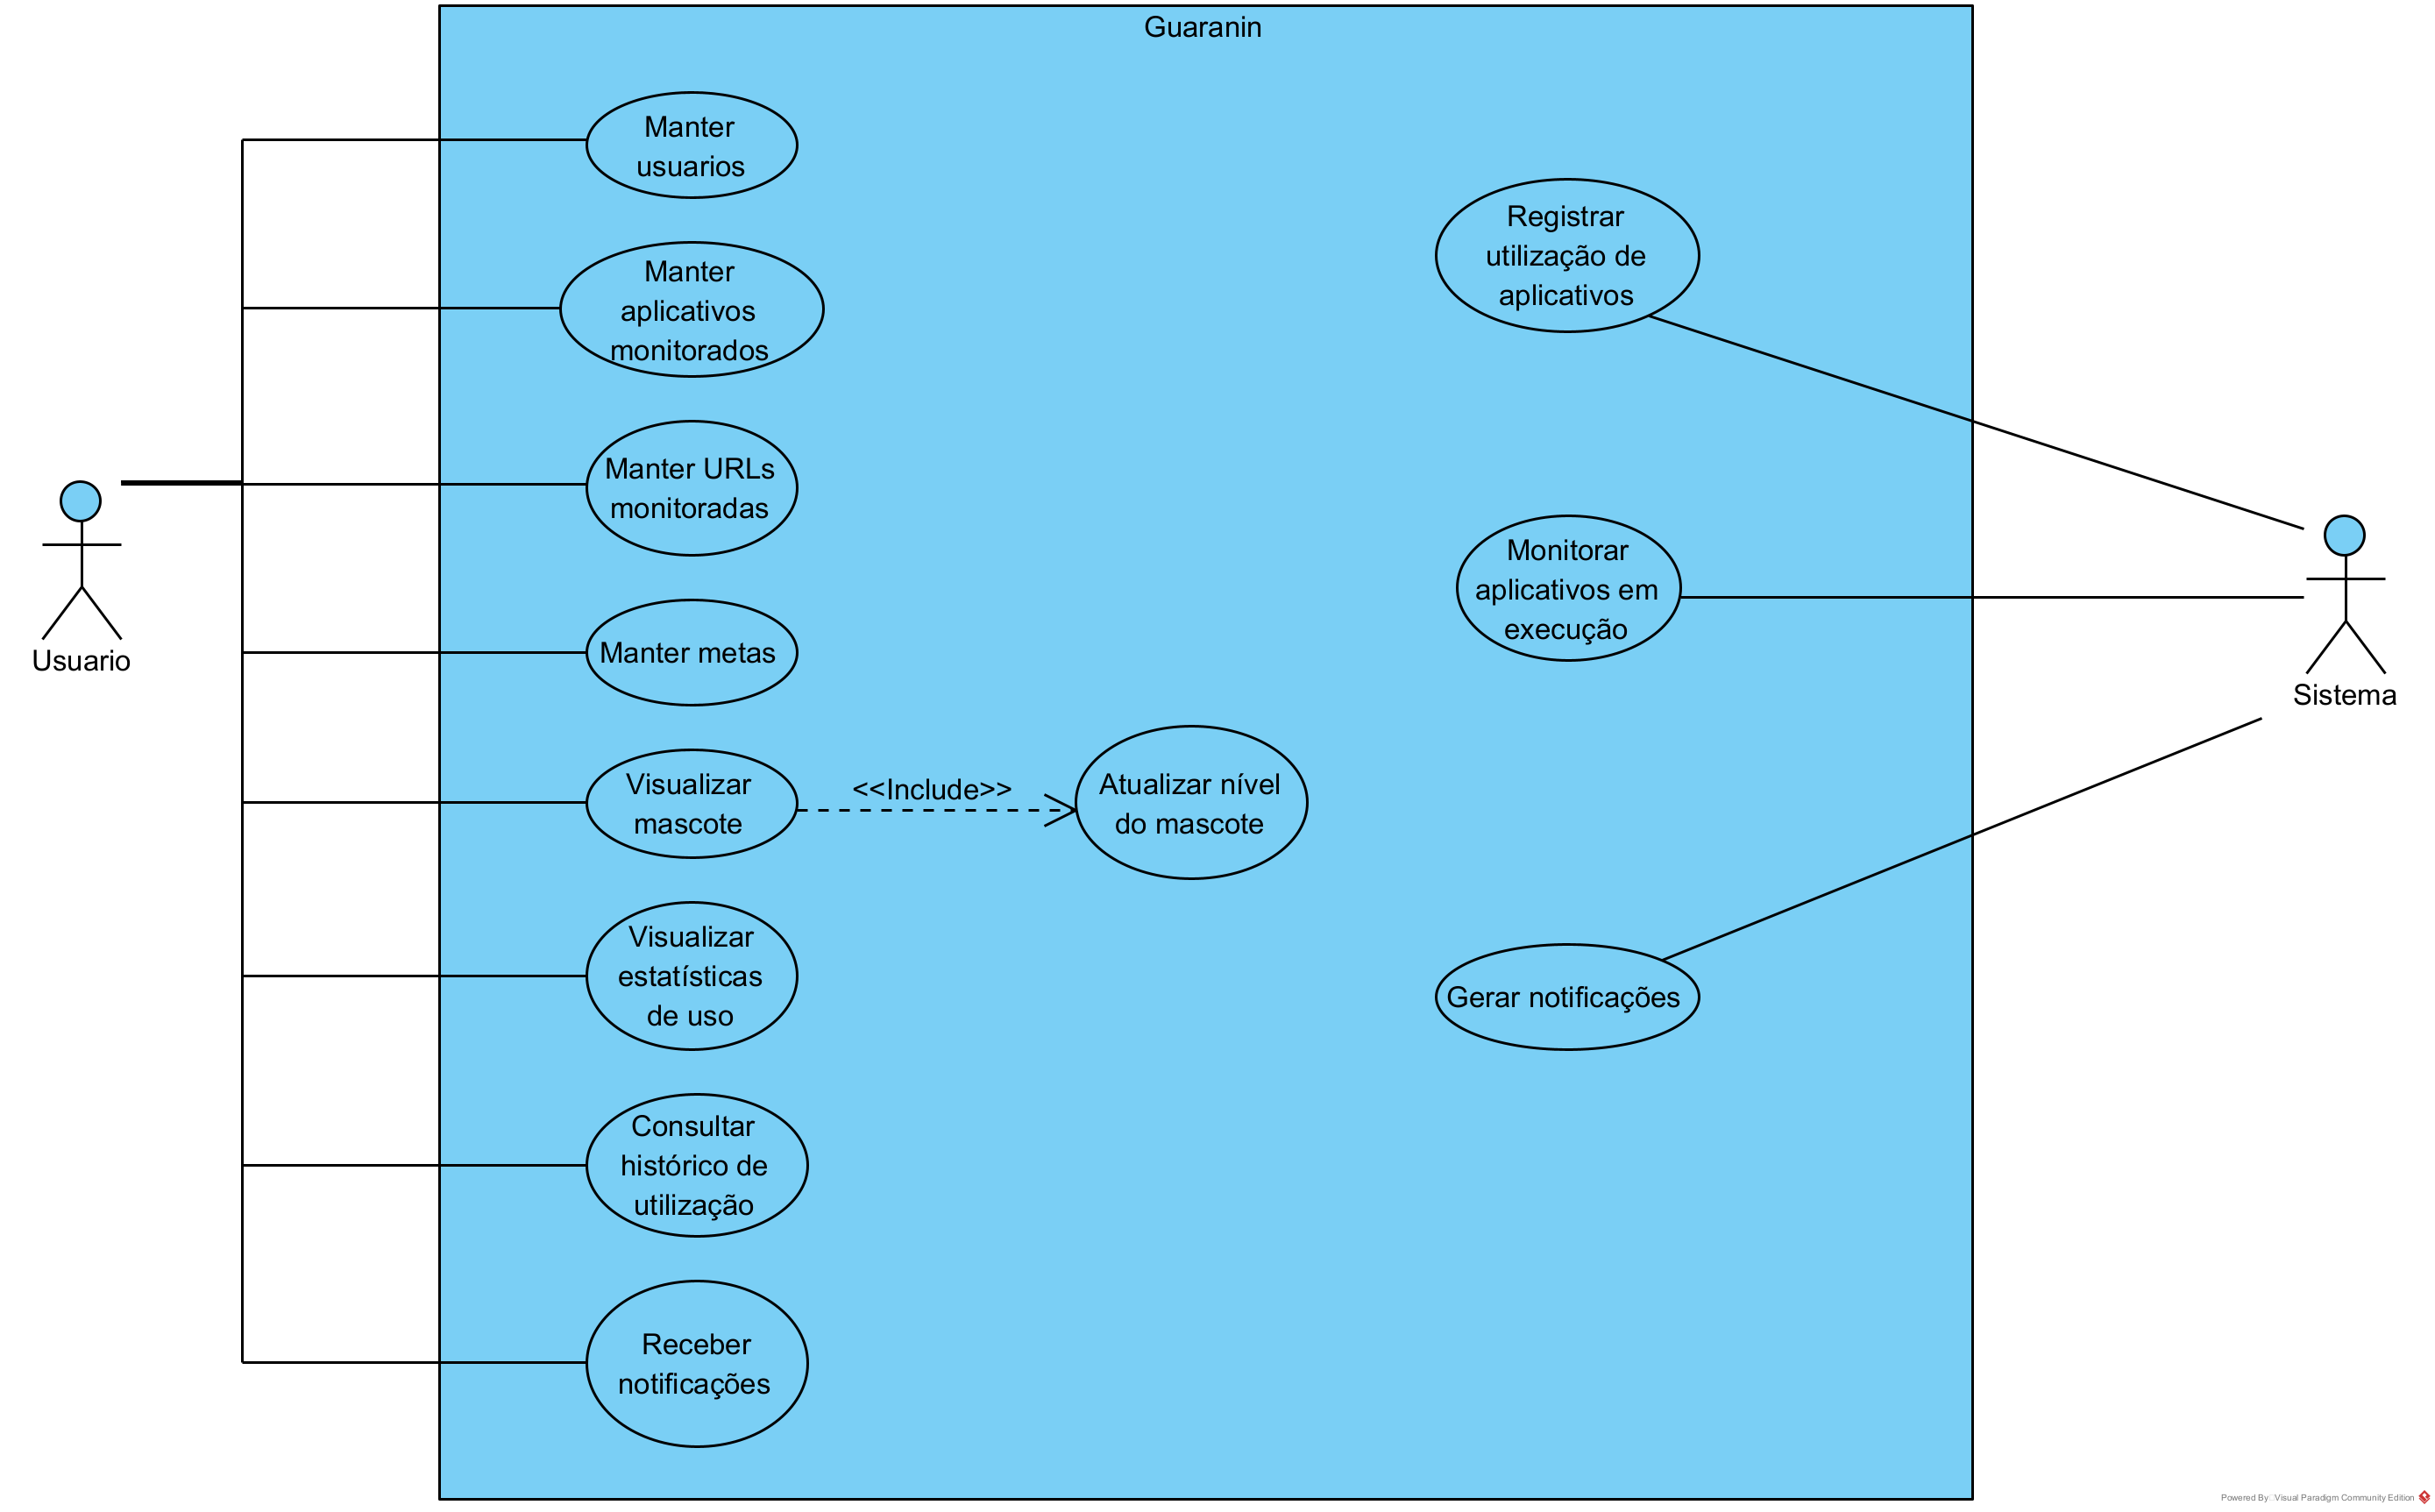 Guaranin
Manter
usuarios
Manter
aplicativos
monitorados
Manter URLs
monitoradas
Manter metas
Visualizar
mascote
<<Include>>
Atualizar nível
do mascote
Visualizar
estatísticas
de uso
Consultar
histórico de
utilização
Receber
notificações
Registrar
utilização de
aplicativos
Monitorar
aplicativos em
execução
Gerar notificações
Usuario
Sistema
Powered By Visual Paradigm Community Edition